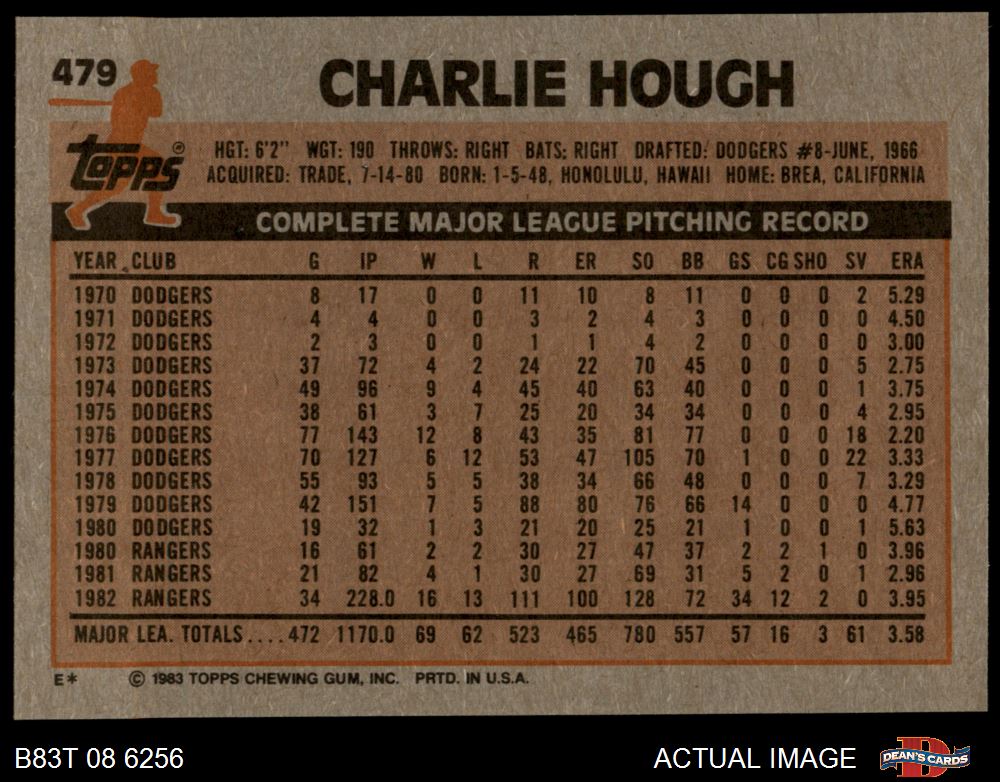 479
CHARLIE HOUGH
topps®
HGT: 6'2" WGT: 190 THROWS: RIGHT BATS: RIGHT DRAFTED: DODGERS #8-JUNE, 1966
ACQUIRED: TRADE, 7-14-80 BORN: 1-5-48, HONOLULU, HAWAII HOME: BREA, CALIFORNIA
COMPLETE MAJOR LEAGUE PITCHING RECORD
YEAR CLUB G IP W L R ER SO BB GS CG SHO SV ERA
1970 DODGERS 8 17 0 0 11 10 8 11 0 0 0 2 5.29
1971 DODGERS 4 4 0 0 3 2 4 3 0 0 0 0 4.50
1972 DODGERS 2 3 0 0 1 1 4 2 0 0 0 0 3.00
1973 DODGERS 37 72 4 2 24 22 70 45 0 0 0 5 2.75
1974 DODGERS 49 96 9 4 45 40 63 40 0 0 0 1 3.75
1975 DODGERS 38 61 3 7 25 20 34 34 0 0 0 4 2.95
1976 DODGERS 77 143 12 8 43 35 81 77 0 0 0 18 2.20
1977 DODGERS 70 127 6 12 53 47 105 70 1 0 0 22 3.33
1978 DODGERS 55 93 5 5 38 34 66 48 0 0 0 7 3.29
1979 DODGERS 42 151 7 5 88 80 76 66 14 0 0 0 4.77
1980 DODGERS 19 32 1 3 21 20 25 21 1 0 0 1 5.63
1980 RANGERS 16 61 2 2 30 27 47 37 2 2 1 0 3.96
1981 RANGERS 21 82 4 1 30 27 69 31 5 2 0 1 2.96
1982 RANGERS 34 228.0 16 13 111 100 128 72 34 12 2 0 3.95
MAJOR LEA. TOTALS....472 1170.0 69 62 523 465 780 557 57 16 3 61 3.58
E* © 1983 TOPPS CHEWING GUM, INC. PRTD. IN U.S.A.
B83T 08 6256 ACTUAL IMAGE DEAN'S CARDS